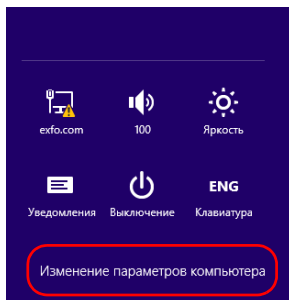 exfo.com 100 Яркость
ENG
Уведомления Выключение Клавиатура
Изменение параметров компьютера